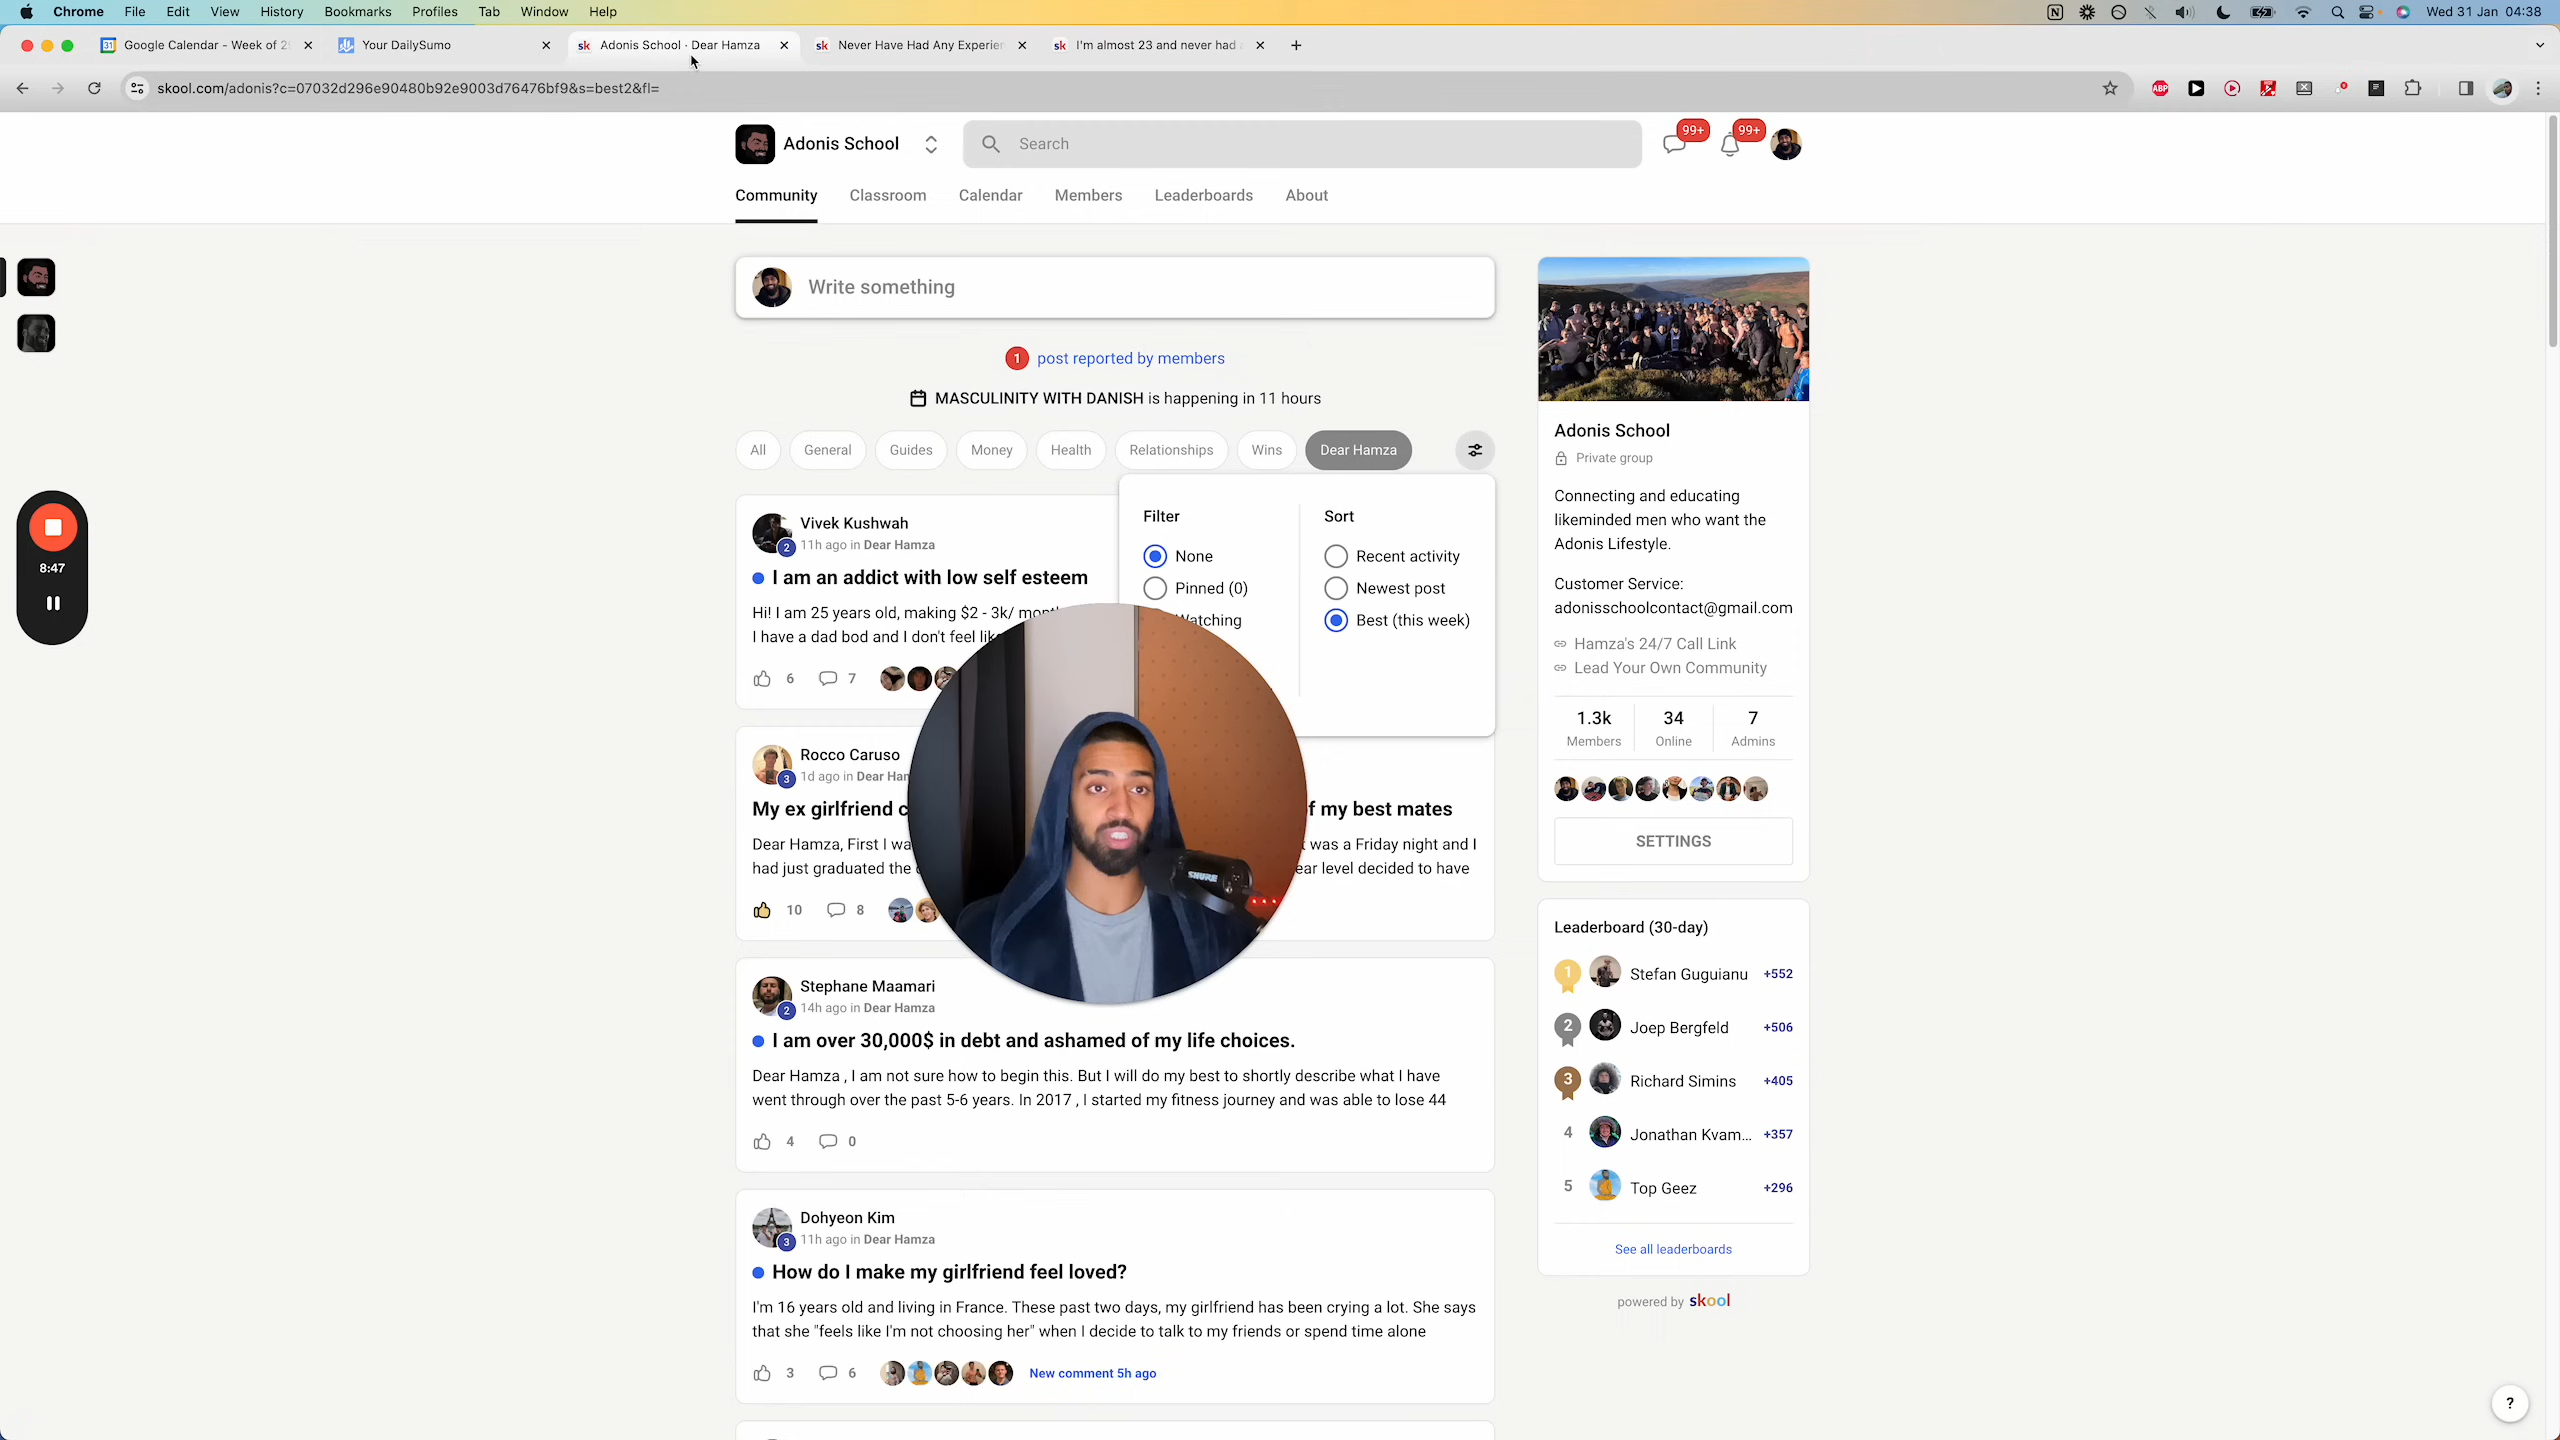 Chrome File Edit View History Bookmarks Profiles Tab Window Help
Wed 31 Jan 04:38
Google Calendar - Week of 2
Your DailySumo
Adonis School · Dear Hamza
Never Have Had Any Experien
I'm almost 23 and never had
skool.com/adonis?c=07032d296e90480b92e9003d76476bf9&s=best2&fl=
ABP
Adonis School
Search
99+
99+
Community Classroom Calendar Members Leaderboards About
Write something
1 post reported by members
MASCULINITY WITH DANISH is happening in 11 hours
All General Guides Money Health Relationships Wins Dear Hamza
Filter
None
Pinned (0)
Watching
Sort
Recent activity
Newest post
Best (this week)
8:47
Vivek Kushwah
2
11h ago in Dear Hamza
I am an addict with low self esteem
Hi! I am 25 years old, making $2 - 3k/
I have a dad bod and I don't feel
6 7
Rocco Caruso
3
1d ago in Dear Ham
My ex girlfriend c
f my best mates
Dear Hamza, First I wa
was a Friday night and I
had just graduated the
ear level decided to have
10 8
SHURE
Stephane Maamari
2
14h ago in Dear Hamza
I am over 30,000$ in debt and ashamed of my life choices.
Dear Hamza , I am not sure how to begin this. But I will do my best to shortly describe what I have
went through over the past 5-6 years. In 2017 , I started my fitness journey and was able to lose 44
4 0
Dohyeon Kim
3
11h ago in Dear Hamza
How do I make my girlfriend feel loved?
I'm 16 years old and living in France. These past two days, my girlfriend has been crying a lot. She says
that she "feels like I'm not choosing her" when I decide to talk to my friends or spend time alone
3 6 New comment 5h ago
Adonis School
Private group
Connecting and educating
likeminded men who want the
Adonis Lifestyle.
Customer Service:
adonisschoolcontact@gmail.com
Hamza's 24/7 Call Link
Lead Your Own Community
1.3k 34 7
Members Online Admins
SETTINGS
Leaderboard (30-day)
1 Stefan Guguianu +552
2 Joep Bergfeld +506
3 Richard Simins +405
4 Jonathan Kvam... +357
5 Top Geez +296
See all leaderboards
powered by skool
?